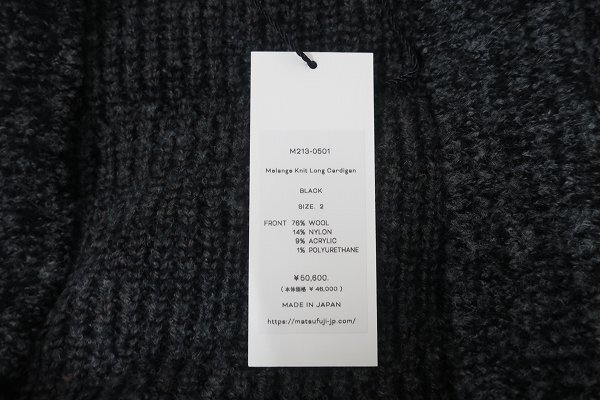 M213-0501
Melange Knit Long Cardigan
BLACK
SIZE. 2
FRONT 76% WOOL
14% NYLON
9% ACRYLIC
1% POLYURETHANE
¥50,600.
(本体価格 ¥ 46,000)
MADE IN JAPAN
https://matsufuji-jp.com/